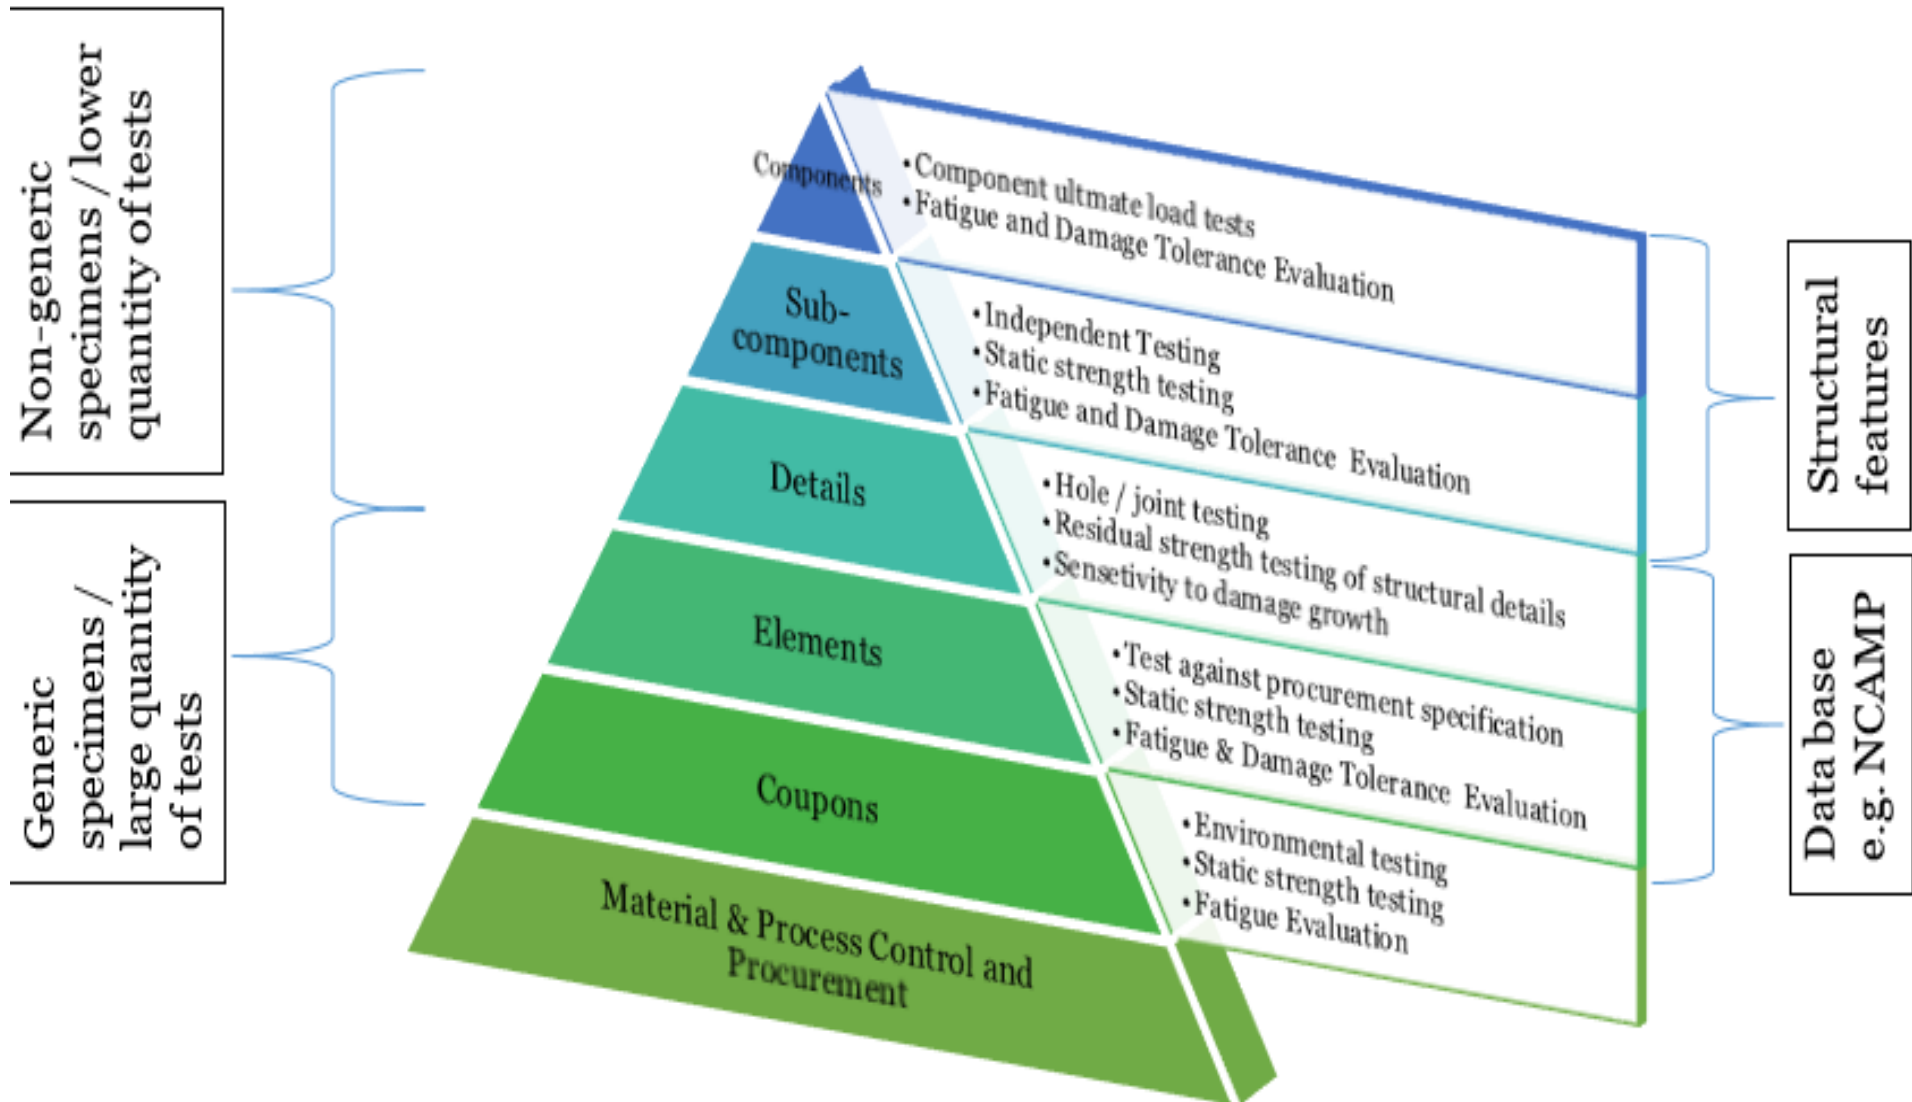 Non-generic
specimens / lower
quantity of tests
Generic
specimens /
large quantity
of tests
Components
Sub-
components
Details
Elements
Coupons
Material & Process Control and
Procurement
•Component ultmate load tests
•Fatigue and Damage Tolerance Evaluation
•Independent Testing
•Static strength testing
•Fatigue and Damage Tolerance Evaluation
•Hole / joint testing
•Residual strength testing of structural details
•Sensetivity to damage growth
•Test against procurement specification
•Static strength testing
•Fatigue & Damage Tolerance Evaluation
•Environmental testing
•Static strength testing
•Fatigue Evaluation
Structural
features
Data base
e.g. NCAMP